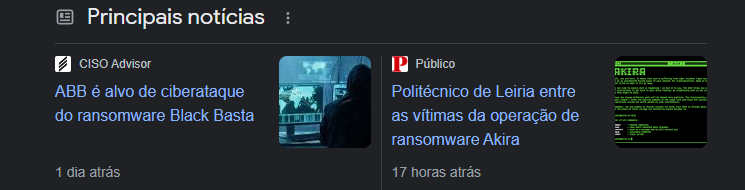 Principais notícias
CISO Advisor
ABB é alvo de ciberataque
do ransomware Black Basta
1 dia atrás
Público
Politécnico de Leiria entre
as vítimas da operação de
ransomware Akira
17 horas atrás
AKIRA